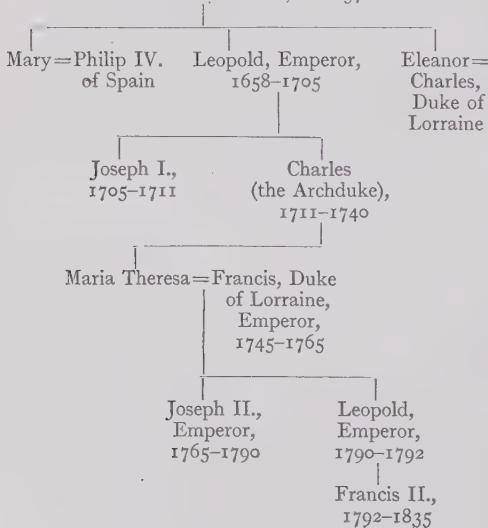 Mary=Philip IV. of Spain
Leopold, Emperor, 1658–1705
Eleanor= Charles, Duke of Lorraine
Joseph I., 1705–1711
Charles (the Archduke), 1711–1740
Maria Theresa=Francis, Duke of Lorraine, Emperor, 1745–1765
Joseph II., Emperor, 1765–1790
Leopold, Emperor, 1790–1792
Francis II., 1792–1835